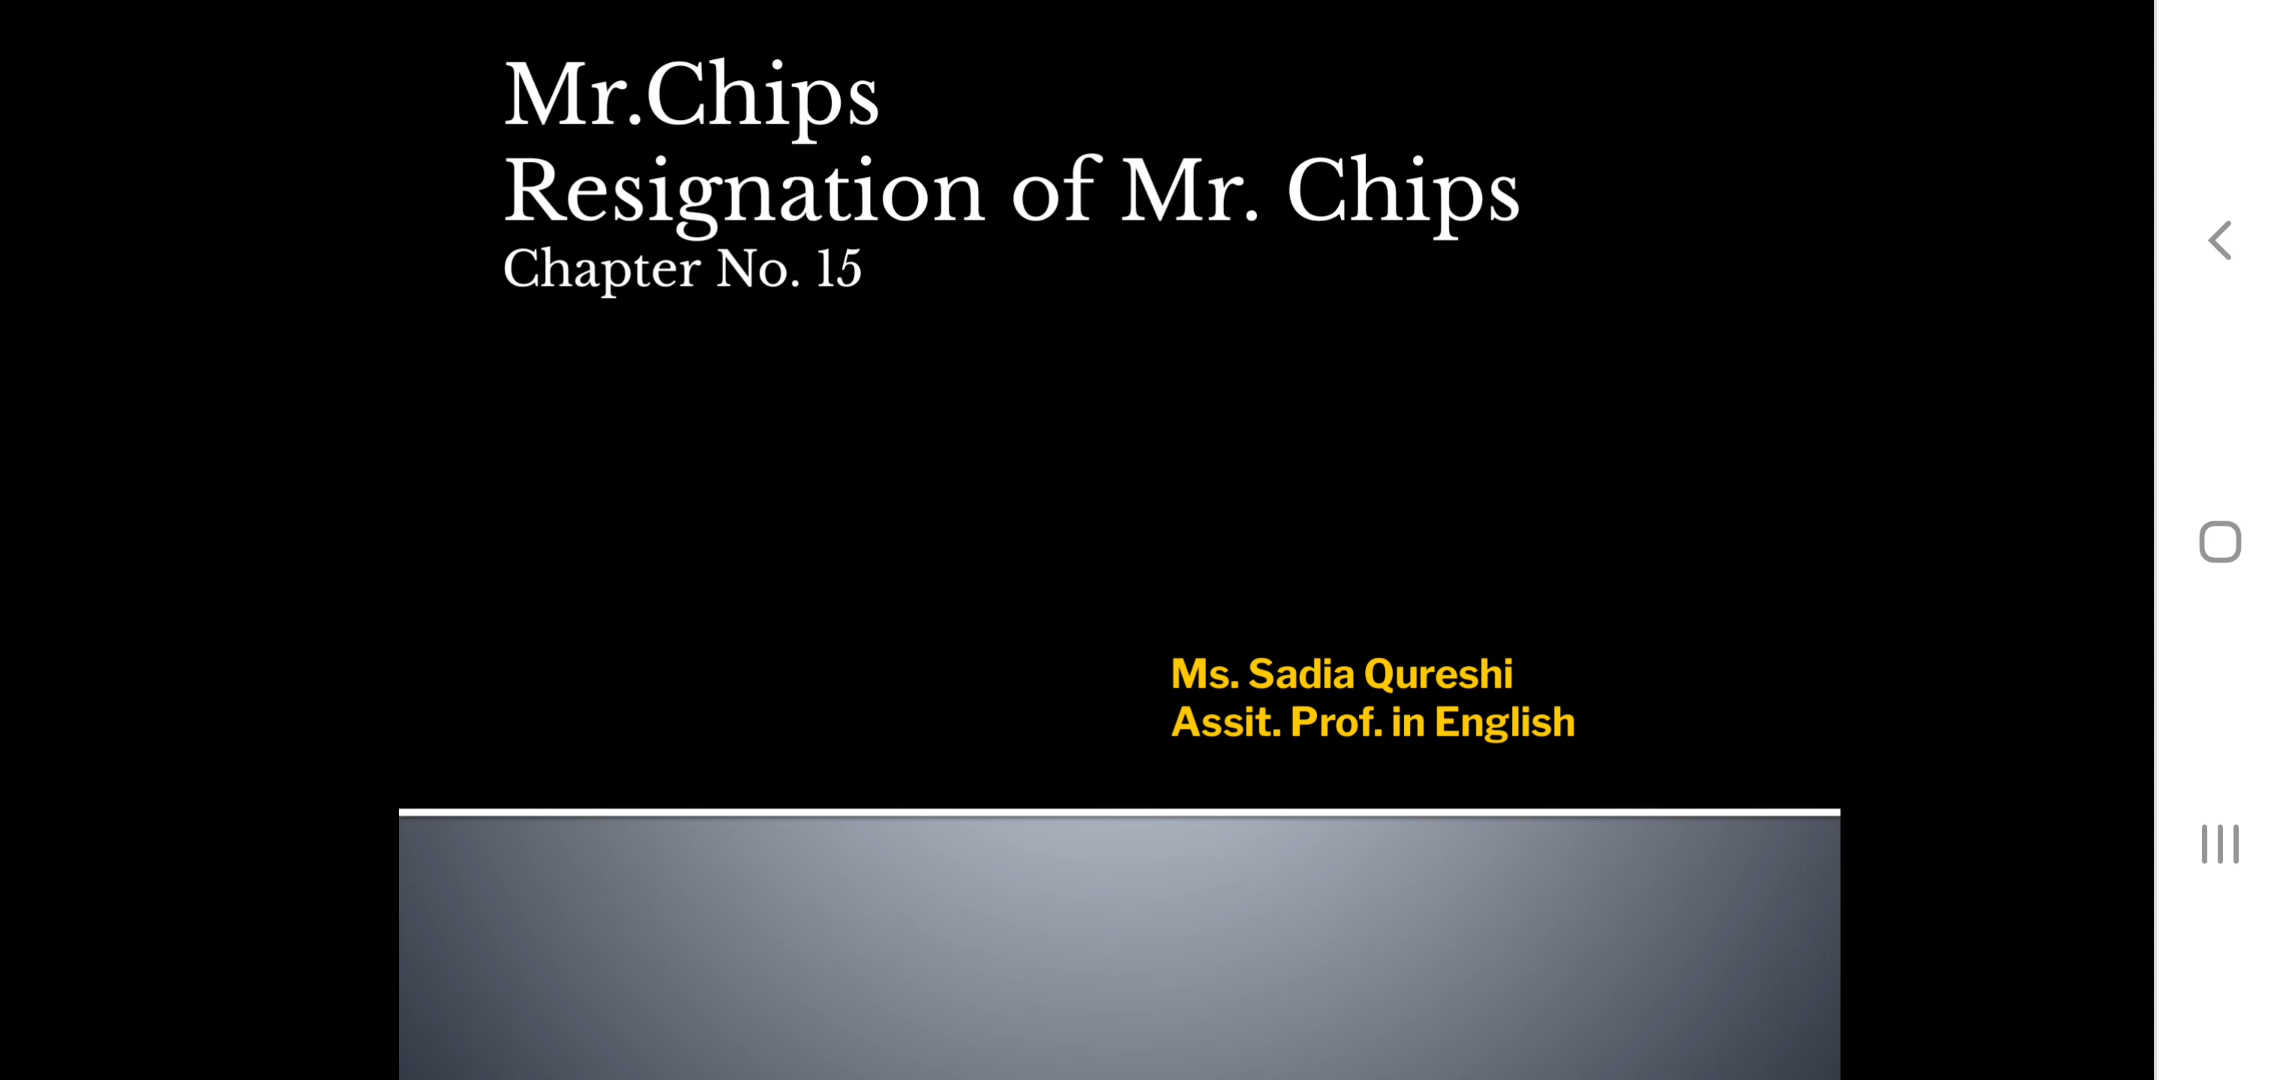 Mr.Chips
Resignation of Mr. Chips
Chapter No. 15
Ms. Sadia Qureshi
Assit. Prof. in English